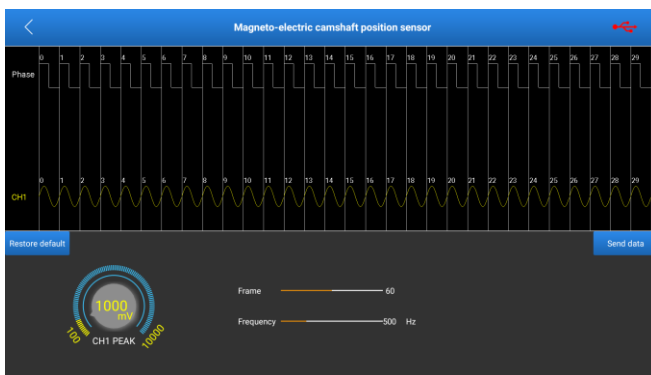 Magneto-electric camshaft position sensor
0 1 2 3 4 5 6 7 8 9 10 11 12 13 14 15 16 17 18 19 20 21 22 23 24 25 26 27 28 29
Phase
0 1 2 3 4 5 6 7 8 9 10 11 12 13 14 15 16 17 18 19 20 21 22 23 24 25 26 27 28 29
CH1
Restore default Send data
Frame 60
1000
mV
Frequency 500 Hz
100 CH1 PEAK 10000